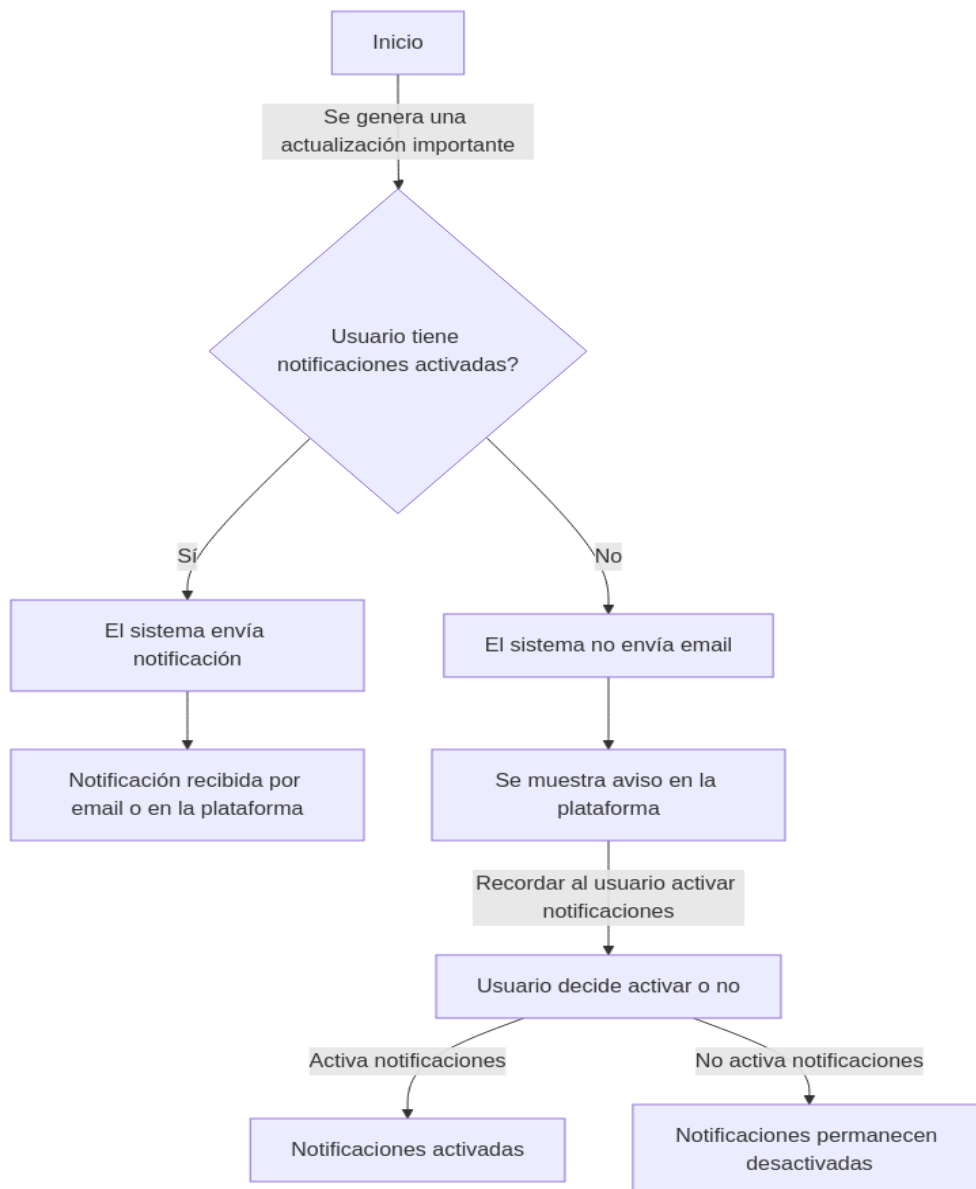 Inicio
Se genera una
actualización importante
Usuario tiene
notificaciones activadas?
Sí
No
El sistema envía
notificación
El sistema no envía email
Notificación recibida por
email o en la plataforma
Se muestra aviso en la
plataforma
Recordar al usuario activar
notificaciones
Usuario decide activar o no
Activa notificaciones
No activa notificaciones
Notificaciones activadas
Notificaciones permanecen
desactivadas